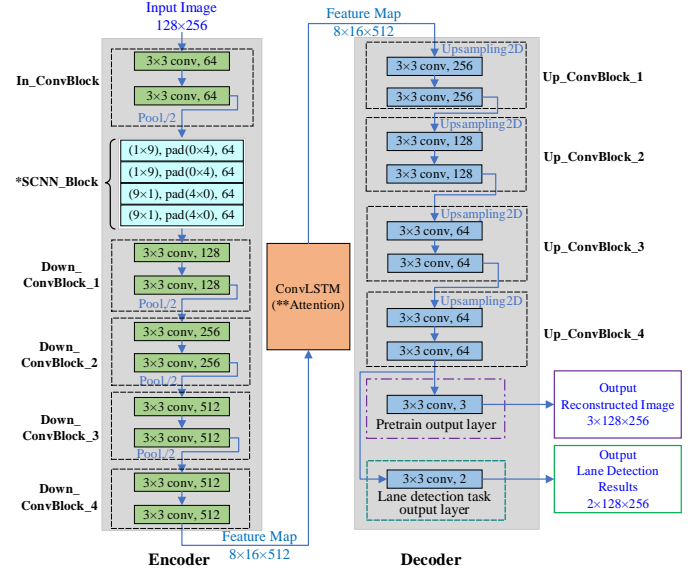 Input Image
128×256
In_ConvBlock
3×3 conv, 64
3×3 conv, 64
Pool,/2
*SCNN_Block
(1×9), pad(0×4), 64
(1×9), pad(0×4), 64
(9×1), pad(4×0), 64
(9×1), pad(4×0), 64
Down_
ConvBlock_1
3×3 conv, 128
3×3 conv, 128
Pool,/2
Down_
ConvBlock_2
3×3 conv, 256
3×3 conv, 256
Pool,/2
Down_
ConvBlock_3
3×3 conv, 512
3×3 conv, 512
Pool,/2
Down_
ConvBlock_4
3×3 conv, 512
3×3 conv, 512
Encoder
Feature Map
8×16×512
ConvLSTM
(**Attention)
Feature Map
8×16×512
Upsampling2D
3×3 conv, 256
3×3 conv, 256
Up_ConvBlock_1
Upsampling2D
3×3 conv, 128
3×3 conv, 128
Up_ConvBlock_2
Upsampling2D
3×3 conv, 64
3×3 conv, 64
Up_ConvBlock_3
Upsampling2D
3×3 conv, 64
3×3 conv, 64
Up_ConvBlock_4
3×3 conv, 3
Pretrain output layer
Output
Reconstructed Image
3×128×256
3×3 conv, 2
Lane detection task
output layer
Output
Lane Detection
Results
2×128×256
Decoder